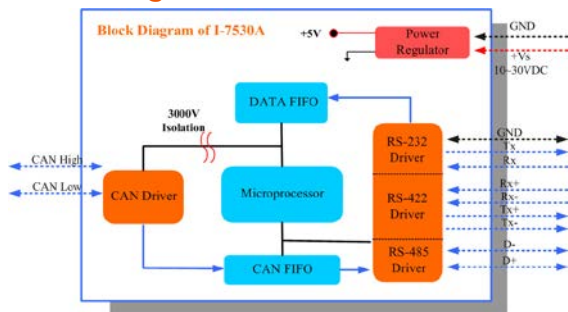 Block Diagram of I-7530A
+5V
Power
Regulator
GND
+Vs
10~30VDC
DATA FIFO
3000V
Isolation
CAN High
CAN Low
CAN Driver
Microprocessor
CAN FIFO
RS-232
Driver
RS-422
Driver
RS-485
Driver
GND
Tx
Rx
Rx+
Rx-
Tx+
Tx-
D-
D+